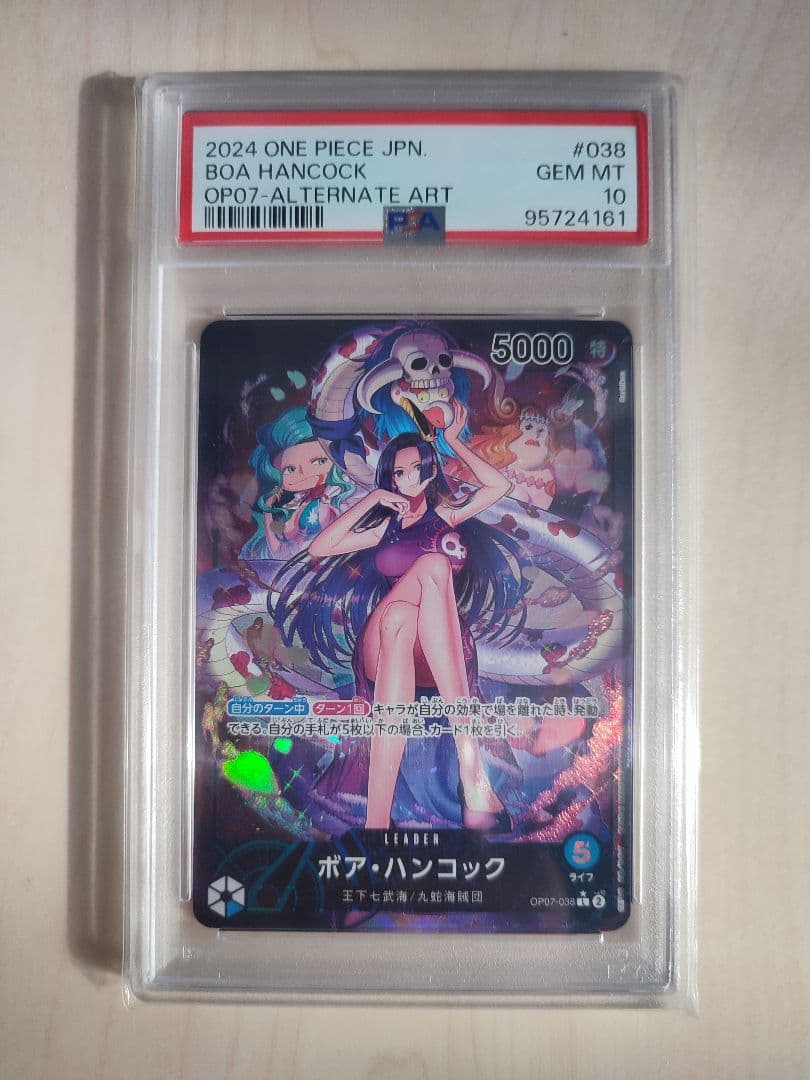 2024 ONE PIECE JPN. #038
BOA HANCOCK GEM MT
OP07-ALTERNATE ART 10
PSA 95724161
5000 特
自分のターン中 ターン1回 キャラが自分の効果で場を離れた時、発動
できる。自分の手札が5枚以下の場合、カード1枚を引く。
LEADER
ボア・ハンコック
5
ライフ
王下七武海/九蛇海賊団
OP07-038 L 2